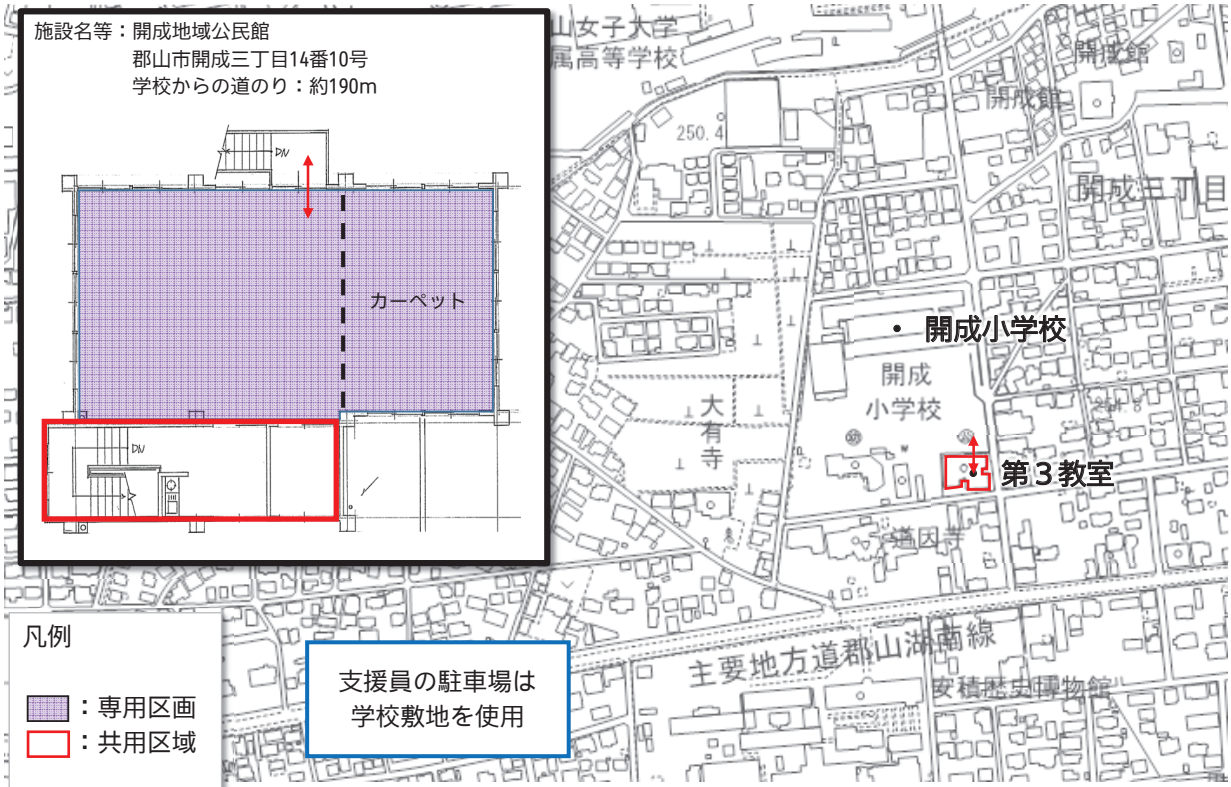 施設名等：開成地域公民館
郡山市開成三丁目14番10号
学校からの道のり：約190m
DN
カーペット
DN
凡例
：専用区画
：共用区域
支援員の駐車場は
学校敷地を使用
山女子大学
属高等学校
250.4
開成館
開成館
開成三丁目
・開成小学校
開成
小学校
大有寺
第３教室
道因寺
主要地方道郡山湖南線
安積歴史博物館